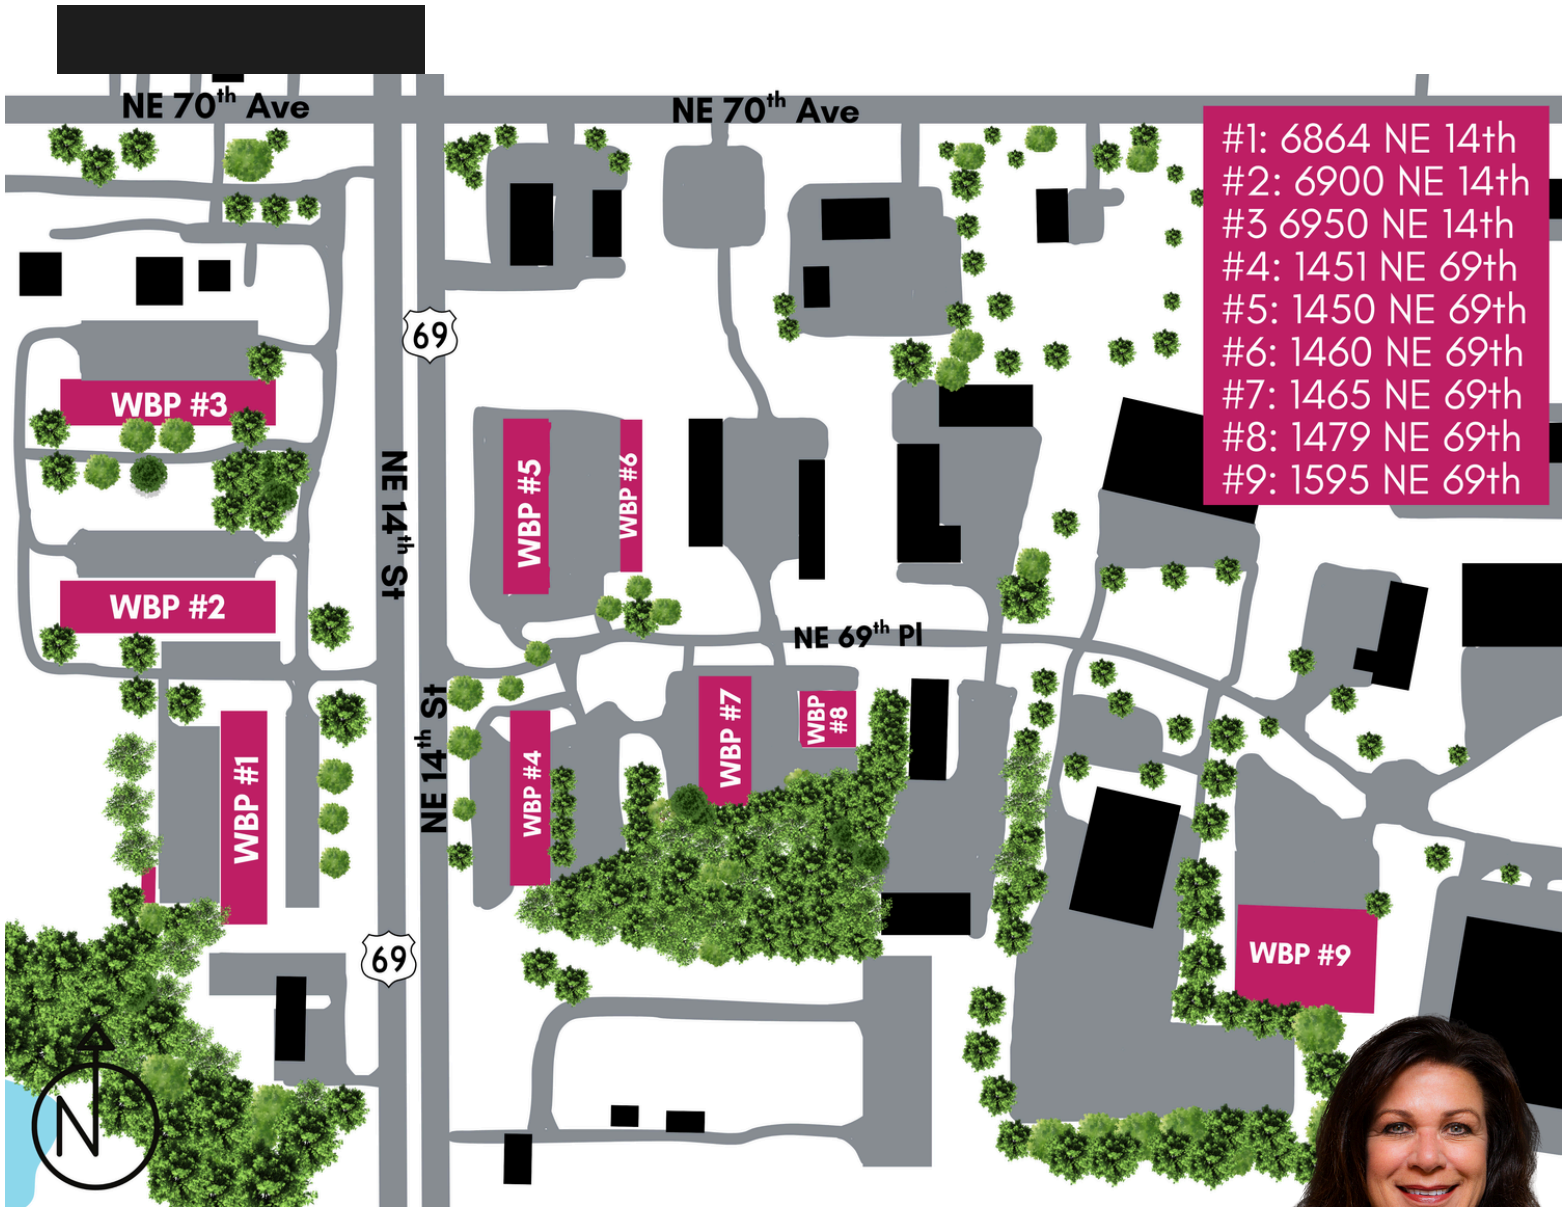 NE 70th Ave
NE 70th Ave
#1: 6864 NE 14th
#2: 6900 NE 14th
#3 6950 NE 14th
#4: 1451 NE 69th
#5: 1450 NE 69th
#6: 1460 NE 69th
#7: 1465 NE 69th
#8: 1479 NE 69th
#9: 1595 NE 69th
69
WBP #3
NE 14th St
WBP #5
WBP #6
WBP #2
NE 69th Pl
NE 14th St
WBP #1
WBP #4
WBP #7
WBP
#8
69
WBP #9
N